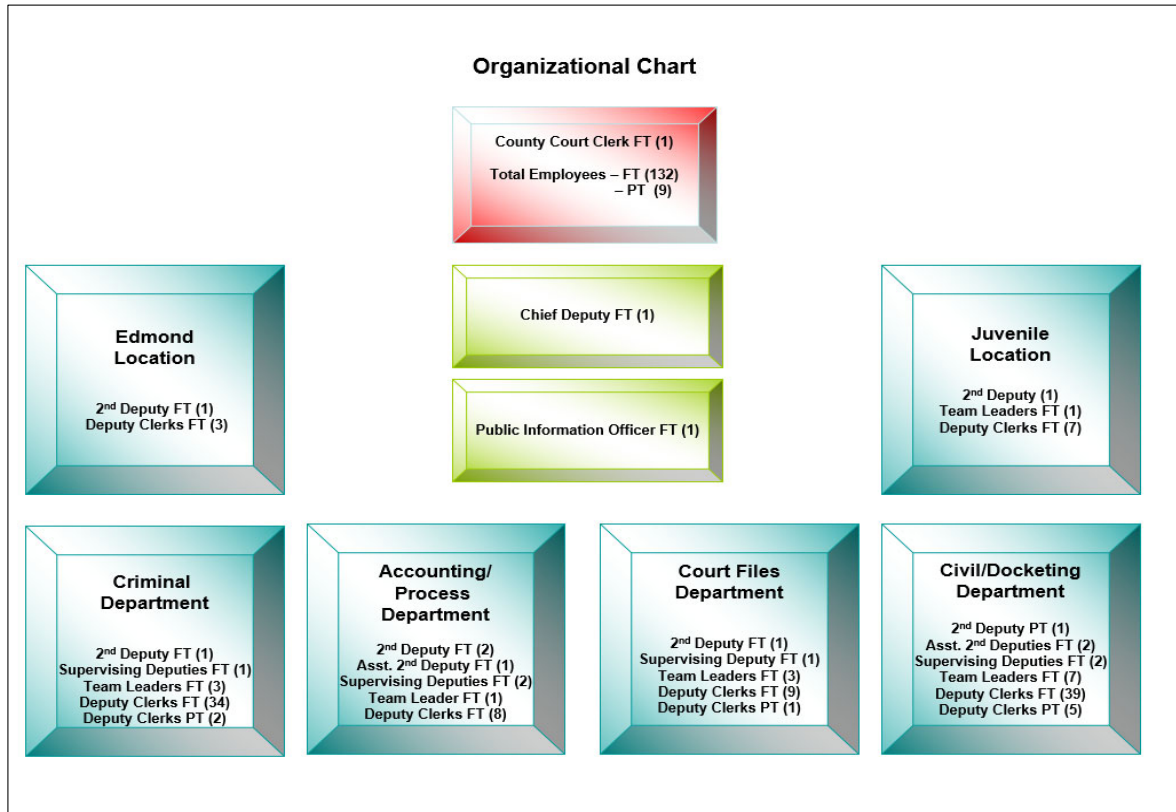 Organizational Chart
County Court Clerk FT (1)
Total Employees – FT (132)
– PT (9)
Edmond
Location
2nd Deputy FT (1)
Deputy Clerks FT (3)
Chief Deputy FT (1)
Public Information Officer FT (1)
Juvenile
Location
2nd Deputy (1)
Team Leaders FT (1)
Deputy Clerks FT (7)
Criminal
Department
2nd Deputy FT (1)
Supervising Deputies FT (1)
Team Leaders FT (3)
Deputy Clerks FT (34)
Deputy Clerks PT (2)
Accounting/
Process
Department
2nd Deputy FT (2)
Asst. 2nd Deputy FT (1)
Supervising Deputies FT (2)
Team Leader FT (1)
Deputy Clerks FT (8)
Court Files
Department
2nd Deputy FT (1)
Supervising Deputy FT (1)
Team Leaders FT (3)
Deputy Clerks FT (9)
Deputy Clerks PT (1)
Civil/Docketing
Department
2nd Deputy PT (1)
Asst. 2nd Deputies FT (2)
Supervising Deputies FT (2)
Team Leaders FT (7)
Deputy Clerks FT (39)
Deputy Clerks PT (5)